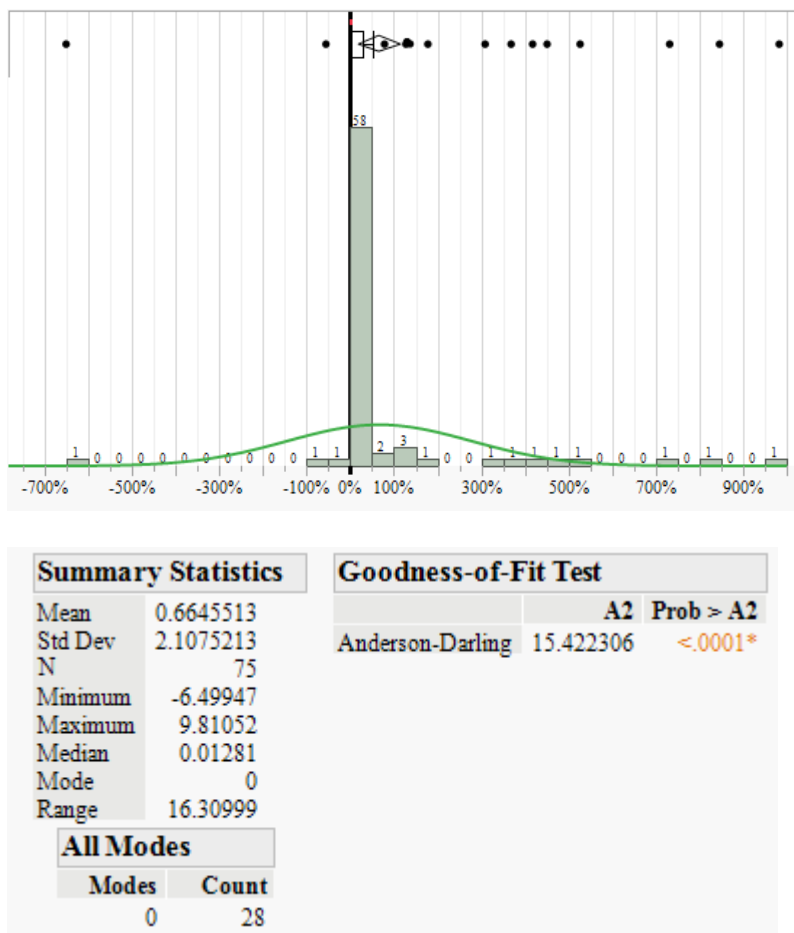 58
1 0 0 0 0 0 0 0 0 0 0 1 1 2 3 1 0 0 1 1 1 1 1 0 0 0 1 0 1 0 0 1
-700% -500% -300% -100% 0% 100% 300% 500% 700% 900%
Summary Statistics
Mean 0.6645513
Std Dev 2.1075213
N 75
Minimum -6.49947
Maximum 9.81052
Median 0.01281
Mode 0
Range 16.30999
All Modes
Modes Count
0 28
Goodness-of-Fit Test
A2 Prob > A2
Anderson-Darling 15.422306 <.0001*